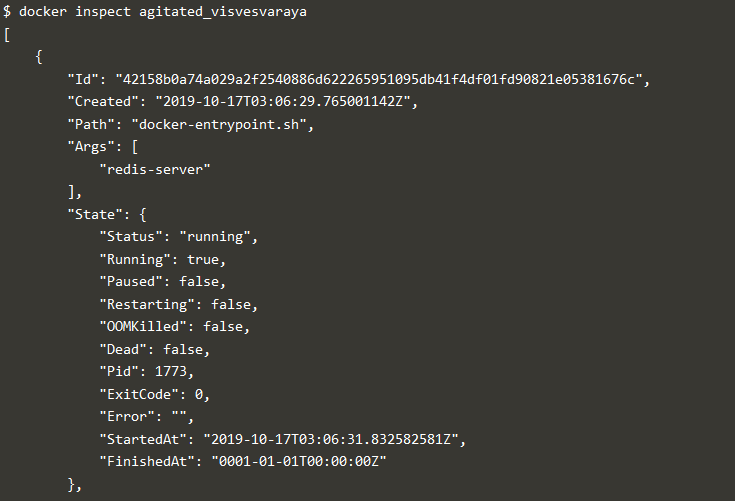 $ docker inspect agitated_visvesvaraya
[
    {
        "Id": "42158b0a74a029a2f2540886d622265951095db41f4df01fd90821e05381676c",
        "Created": "2019-10-17T03:06:29.765001142Z",
        "Path": "docker-entrypoint.sh",
        "Args": [
            "redis-server"
        ],
        "State": {
            "Status": "running",
            "Running": true,
            "Paused": false,
            "Restarting": false,
            "OOMKilled": false,
            "Dead": false,
            "Pid": 1773,
            "ExitCode": 0,
            "Error": "",
            "StartedAt": "2019-10-17T03:06:31.832582581Z",
            "FinishedAt": "0001-01-01T00:00:00Z"
        },